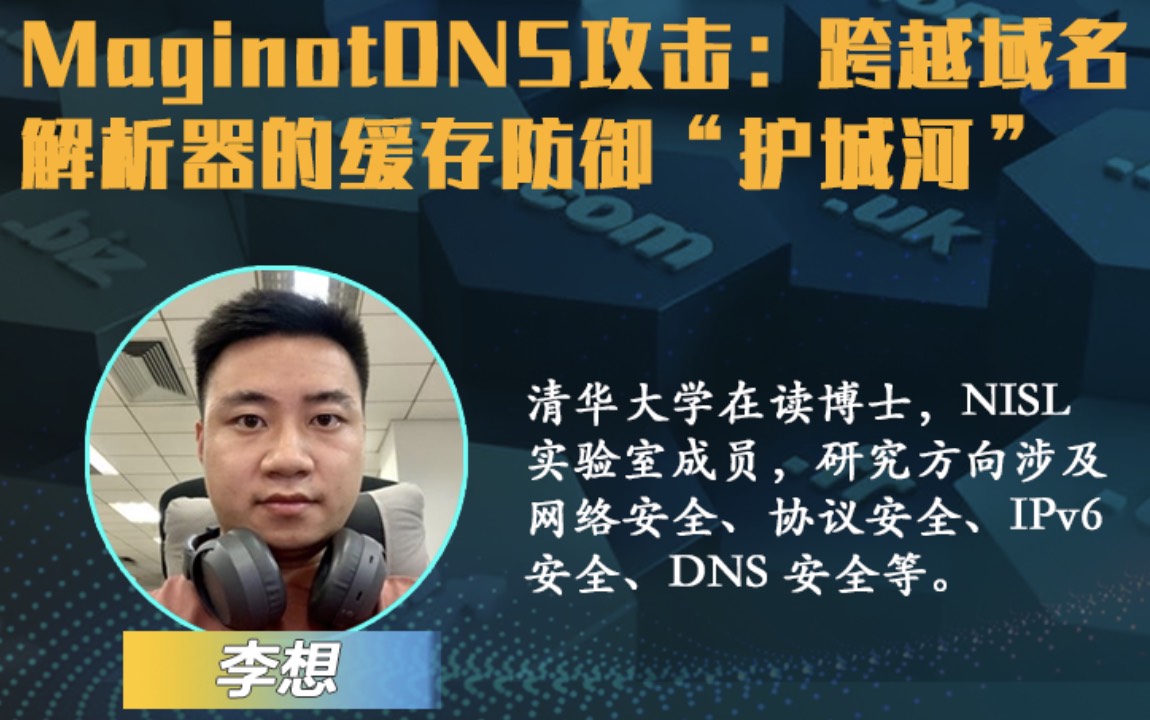 MaginotDNS攻击：跨越域名
解析器的缓存防御“护城河”
.biz
.com
.uk
清华大学在读博士，NISL
实验室成员，研究方向涉及
网络安全、协议安全、IPv6
安全、DNS 安全等。
李想